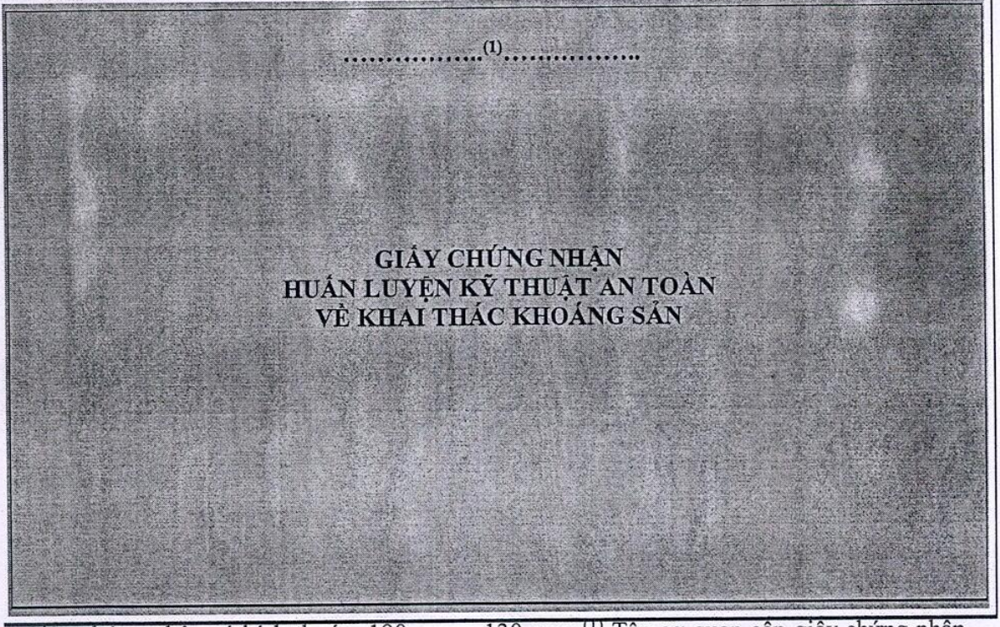 .................(1).................
GIẤY CHỨNG NHẬN
HUẤN LUYỆN KỸ THUẬT AN TOÀN
VỀ KHAI THÁC KHOÁNG SẢN
(1) Tên cơ quan cấp giấy chứng nhận